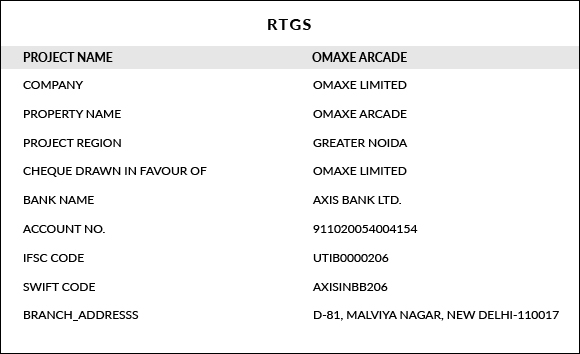 RTGS
PROJECT NAME OMAXE ARCADE
COMPANY OMAXE LIMITED
PROPERTY NAME OMAXE ARCADE
PROJECT REGION GREATER NOIDA
CHEQUE DRAWN IN FAVOUR OF OMAXE LIMITED
BANK NAME AXIS BANK LTD.
ACCOUNT NO. 911020054004154
IFSC CODE UTIB0000206
SWIFT CODE AXISINBB206
BRANCH_ADDRESSS D-81, MALVIYA NAGAR, NEW DELHI-110017